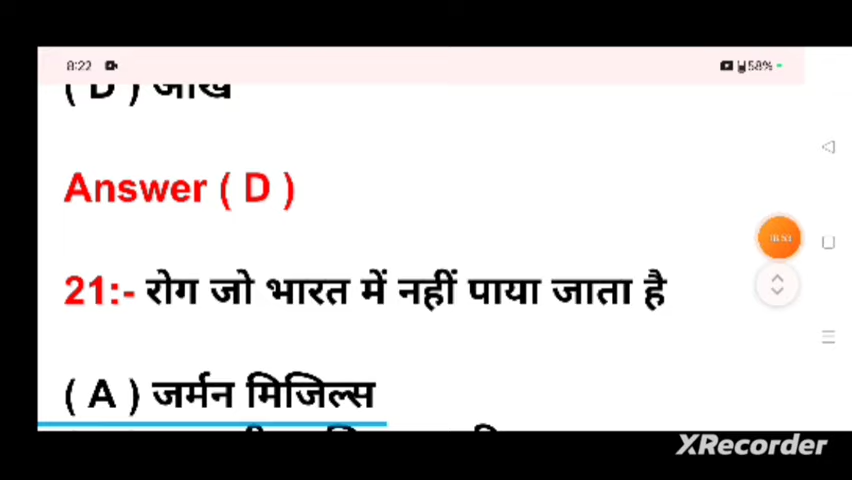 8:22 58%
( D ) आँख
Answer ( D )
21:- रोग जो भारत में नहीं पाया जाता है
( A ) जर्मन मिजिल्स
XRecorder